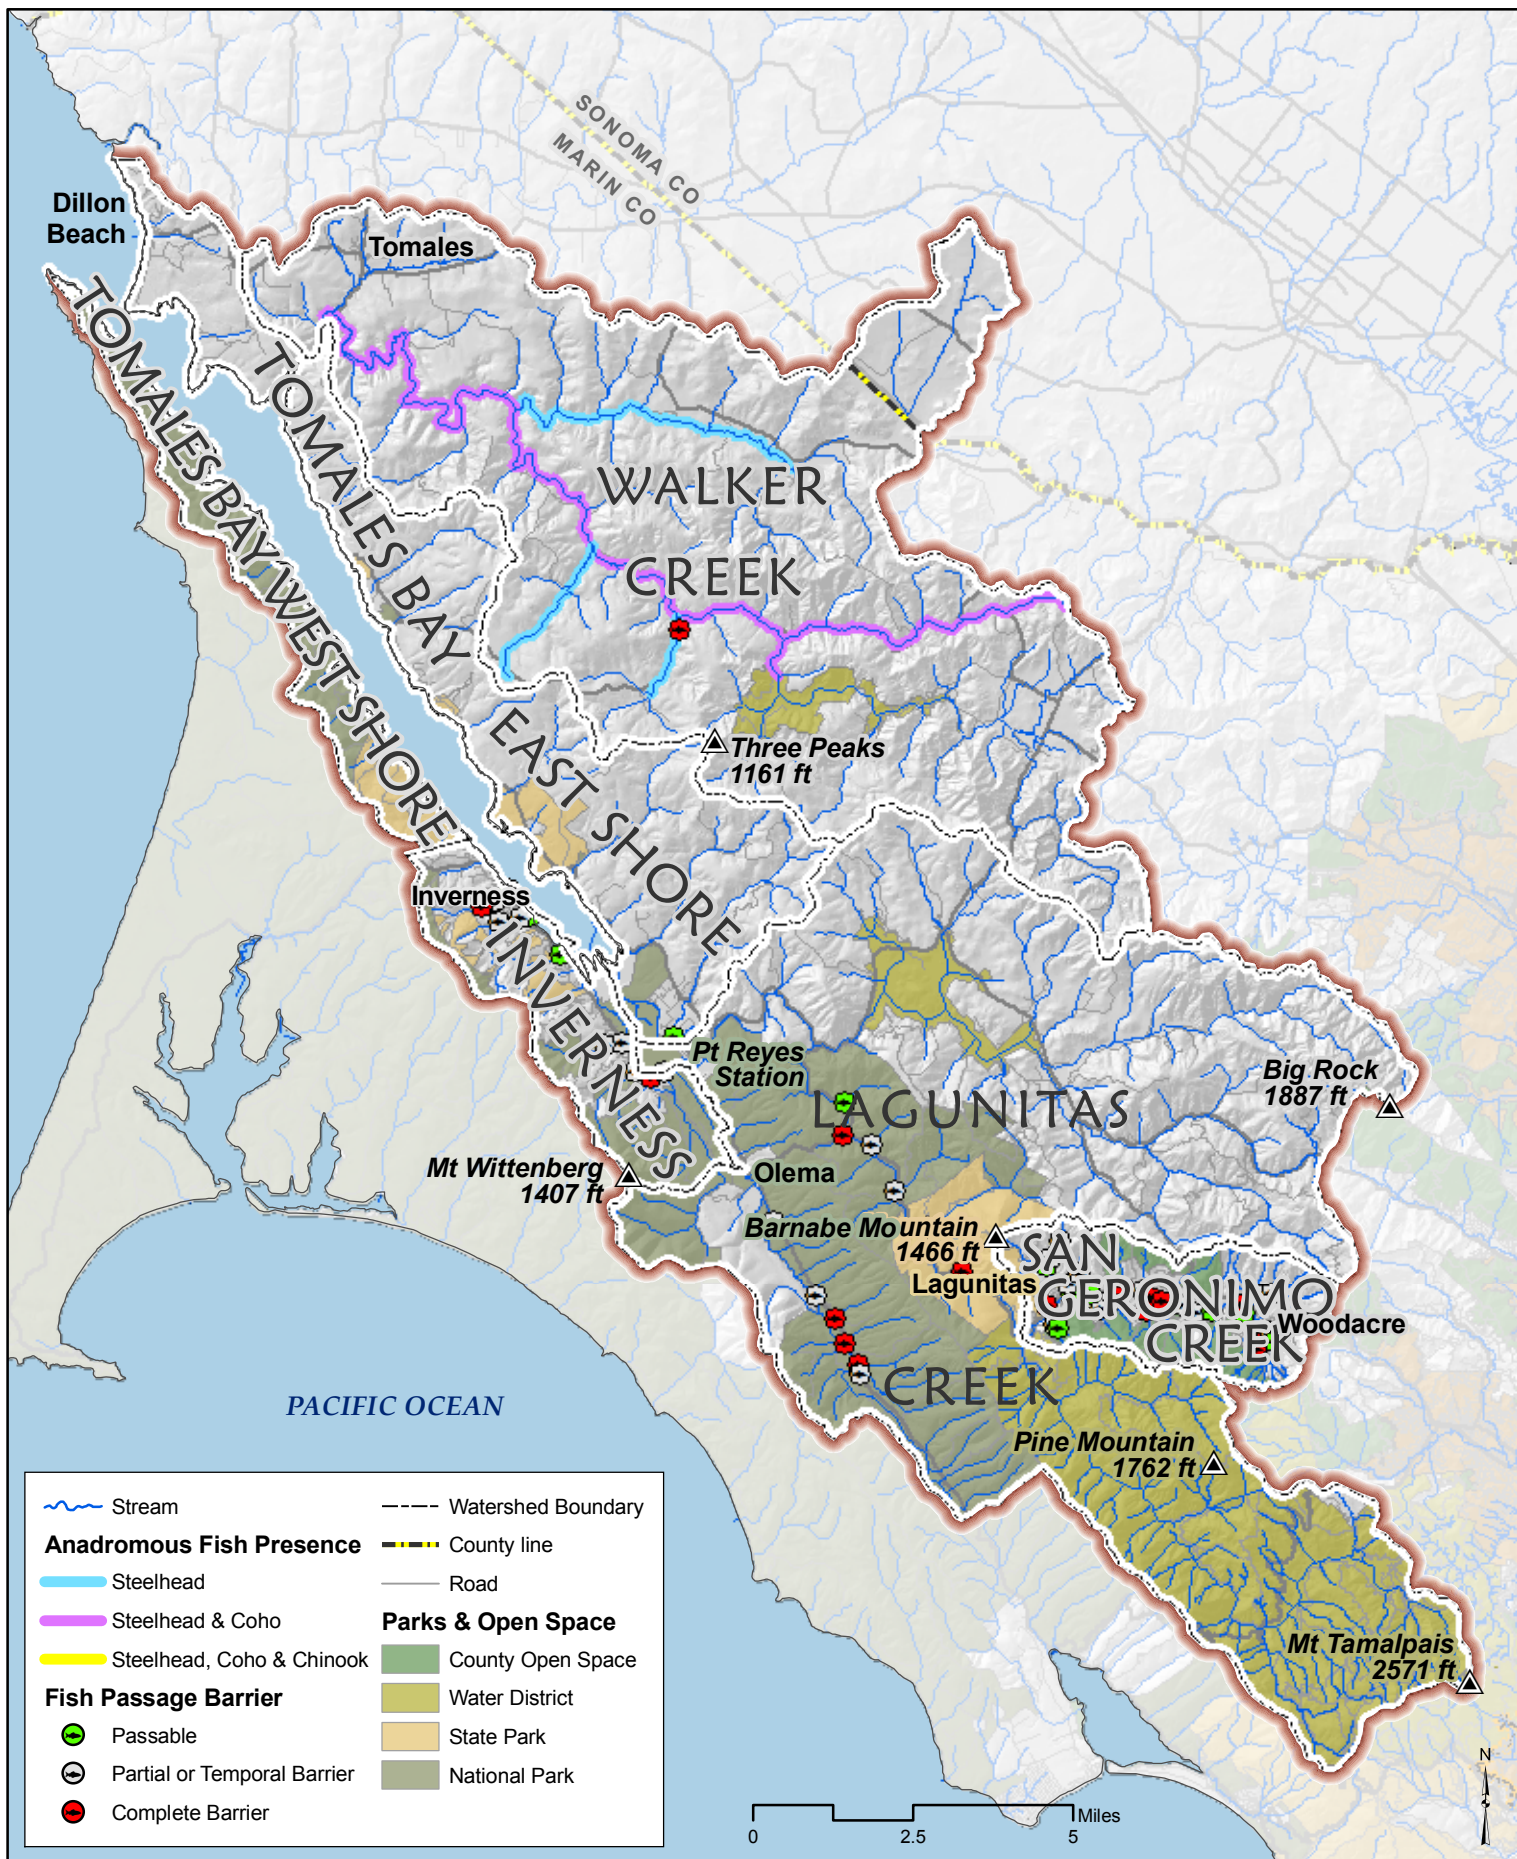 SONOMA CO
MARIN CO
Dillon
Beach
Tomales
TOMALES BAY WEST SHORE
TOMALES BAY EAST SHORE
WALKER
CREEK
Three Peaks
1161 ft
Inverness
INVERNESS
Pt Reyes
Station
LAGUNITAS
CREEK
Big Rock
1887 ft
Mt Wittenberg
1407 ft
Olema
Barnabe Mountain
1466 ft
Lagunitas
SAN
GERONIMO
CREEK
Woodacre
PACIFIC OCEAN
Pine Mountain
1762 ft
Mt Tamalpais
2571 ft
Stream
Anadromous Fish Presence
Steelhead
Steelhead & Coho
Steelhead, Coho & Chinook
Fish Passage Barrier
Passable
Partial or Temporal Barrier
Complete Barrier
Watershed Boundary
County line
Road
Parks & Open Space
County Open Space
Water District
State Park
National Park
Miles
0 2.5 5
N